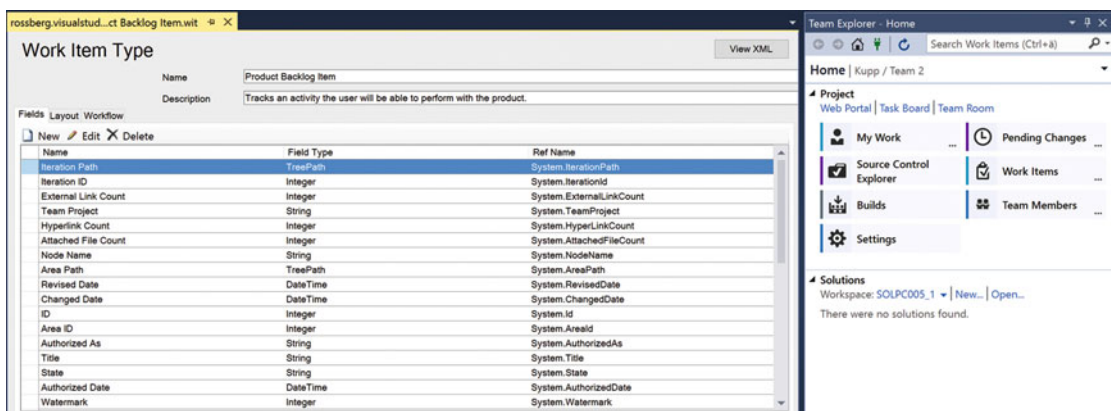 rossberg.visualstud...ct Backlog Item.wit
Work Item Type
View XML
Name Product Backlog Item
Description Tracks an activity the user will be able to perform with the product.
Fields Layout Workflow
New Edit Delete
Name Field Type Ref Name
Iteration Path TreePath System.IterationPath
Iteration ID Integer System.IterationId
External Link Count Integer System.ExternalLinkCount
Team Project String System.TeamProject
Hyperlink Count Integer System.HyperLinkCount
Attached File Count Integer System.AttachedFileCount
Node Name String System.NodeName
Area Path TreePath System.AreaPath
Revised Date DateTime System.RevisedDate
Changed Date DateTime System.ChangedDate
ID Integer System.Id
Area ID Integer System.AreaId
Authorized As String System.AuthorizedAs
Title String System.Title
State String System.State
Authorized Date DateTime System.AuthorizedDate
Watermark Integer System.Watermark
Team Explorer - Home
Search Work Items (Ctrl+ä)
Home | Kupp / Team 2
Project
Web Portal | Task Board | Team Room
My Work ... Pending Changes ...
Source Control Explorer Work Items ...
Builds Team Members ...
Settings
Solutions
Workspace: SOLPC005_1 | New... | Open...
There were no solutions found.